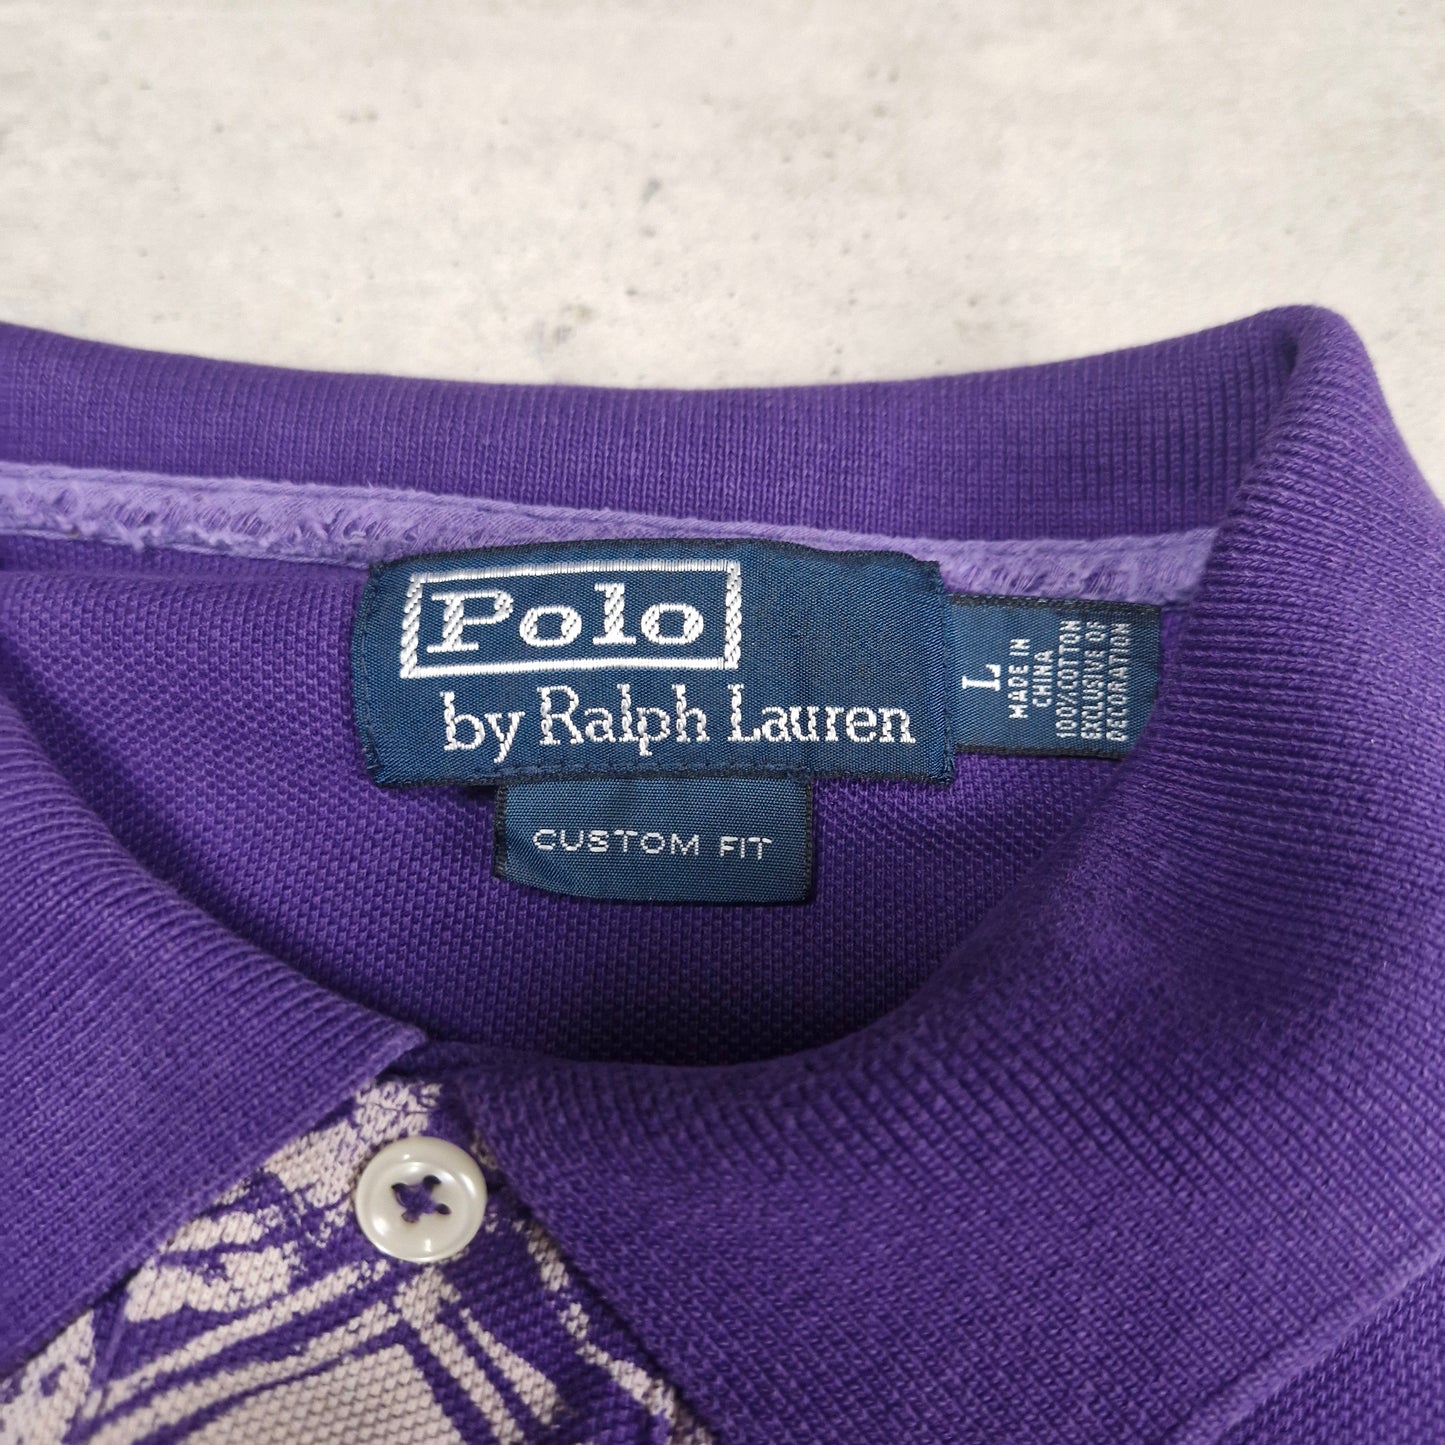 Polo
by Ralph Lauren
CUSTOM FIT
L
MADE IN
CHINA
100/COTTON
EXCLUSIVE OF
DECORATION